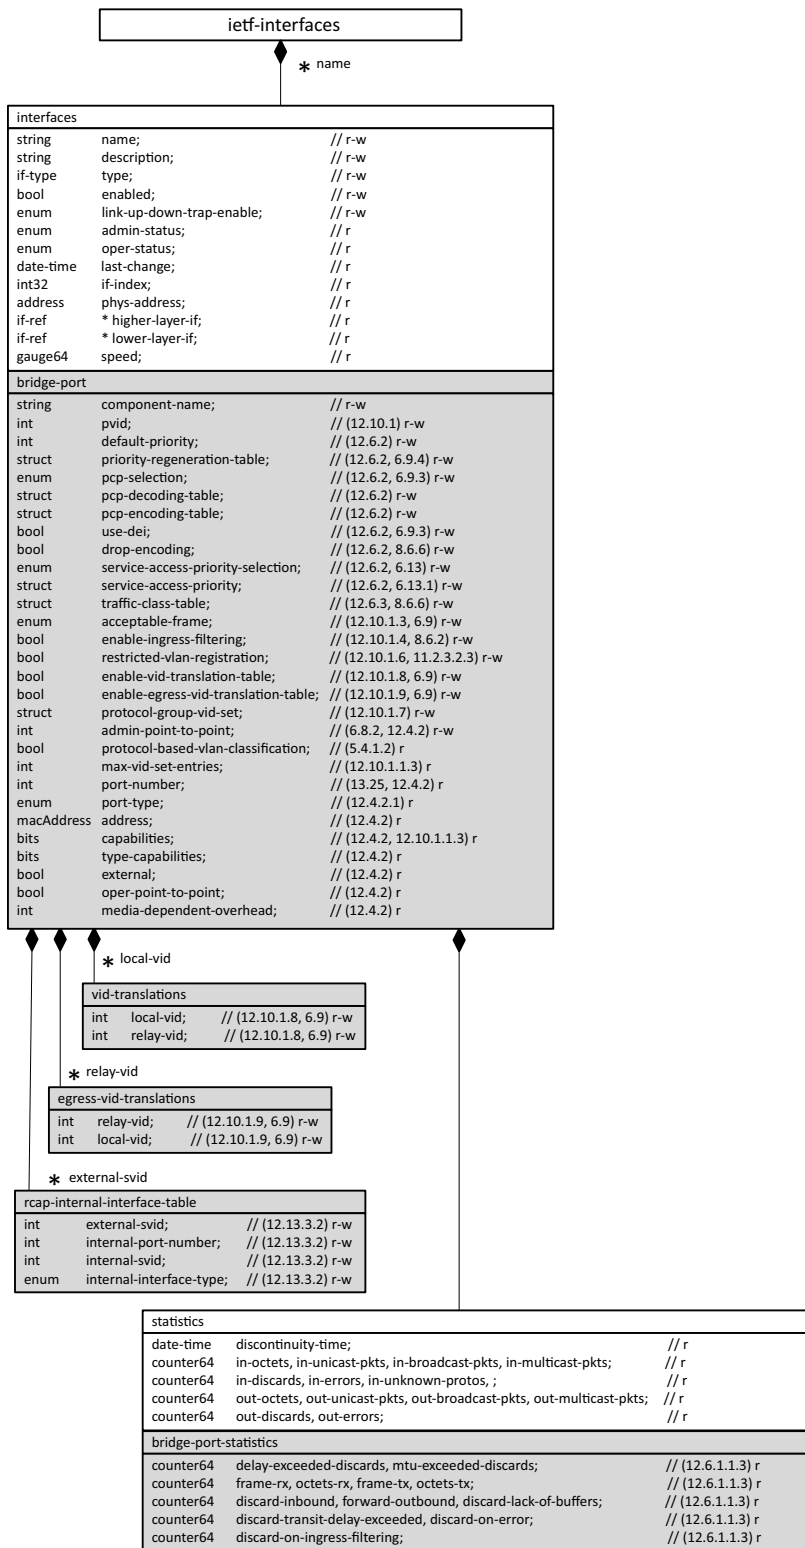 ietf-interfaces
* name
interfaces
string name; // r-w
string description; // r-w
if-type type; // r-w
bool enabled; // r-w
enum link-up-down-trap-enable; // r-w
enum admin-status; // r
enum oper-status; // r
date-time last-change; // r
int32 if-index; // r
address phys-address; // r
if-ref * higher-layer-if; // r
if-ref * lower-layer-if; // r
gauge64 speed; // r
bridge-port
string component-name; // r-w
int pvid; // (12.10.1) r-w
int default-priority; // (12.6.2) r-w
struct priority-regeneration-table; // (12.6.2, 6.9.4) r-w
enum pcp-selection; // (12.6.2, 6.9.3) r-w
struct pcp-decoding-table; // (12.6.2) r-w
struct pcp-encoding-table; // (12.6.2) r-w
bool use-dei; // (12.6.2, 6.9.3) r-w
bool drop-encoding; // (12.6.2, 8.6.6) r-w
enum service-access-priority-selection; // (12.6.2, 6.13) r-w
struct service-access-priority; // (12.6.2, 6.13.1) r-w
struct traffic-class-table; // (12.6.3, 8.6.6) r-w
enum acceptable-frame; // (12.10.1.3, 6.9) r-w
bool enable-ingress-filtering; // (12.10.1.4, 8.6.2) r-w
bool restricted-vlan-registration; // (12.10.1.6, 11.2.3.2.3) r-w
bool enable-vid-translation-table; // (12.10.1.8, 6.9) r-w
bool enable-egress-vid-translation-table; // (12.10.1.9, 6.9) r-w
struct protocol-group-vid-set; // (12.10.1.7) r-w
int admin-point-to-point; // (6.8.2, 12.4.2) r-w
bool protocol-based-vlan-classification; // (5.4.1.2) r
int max-vid-set-entries; // (12.10.1.1.3) r
int port-number; // (13.25, 12.4.2) r
enum port-type; // (12.4.2.1) r
macAddress address; // (12.4.2) r
bits capabilities; // (12.4.2, 12.10.1.1.3) r
bits type-capabilities; // (12.4.2) r
bool external; // (12.4.2) r
bool oper-point-to-point; // (12.4.2) r
int media-dependent-overhead; // (12.4.2) r
* local-vid
vid-translations
int local-vid; // (12.10.1.8, 6.9) r-w
int relay-vid; // (12.10.1.8, 6.9) r-w
* relay-vid
egress-vid-translations
int relay-vid; // (12.10.1.9, 6.9) r-w
int local-vid; // (12.10.1.9, 6.9) r-w
* external-svid
rcap-internal-interface-table
int external-svid; // (12.13.3.2) r-w
int internal-port-number; // (12.13.3.2) r-w
int internal-svid; // (12.13.3.2) r-w
enum internal-interface-type; // (12.13.3.2) r-w
statistics
date-time discontinuity-time; // r
counter64 in-octets, in-unicast-pkts, in-broadcast-pkts, in-multicast-pkts; // r
counter64 in-discards, in-errors, in-unknown-protos, ; // r
counter64 out-octets, out-unicast-pkts, out-broadcast-pkts, out-multicast-pkts; // r
counter64 out-discards, out-errors; // r
bridge-port-statistics
counter64 delay-exceeded-discards, mtu-exceeded-discards; // (12.6.1.1.3) r
counter64 frame-rx, octets-rx, frame-tx, octets-tx; // (12.6.1.1.3) r
counter64 discard-inbound, forward-outbound, discard-lack-of-buffers; // (12.6.1.1.3) r
counter64 discard-transit-delay-exceeded, discard-on-error; // (12.6.1.1.3) r
counter64 discard-on-ingress-filtering; // (12.6.1.1.3) r